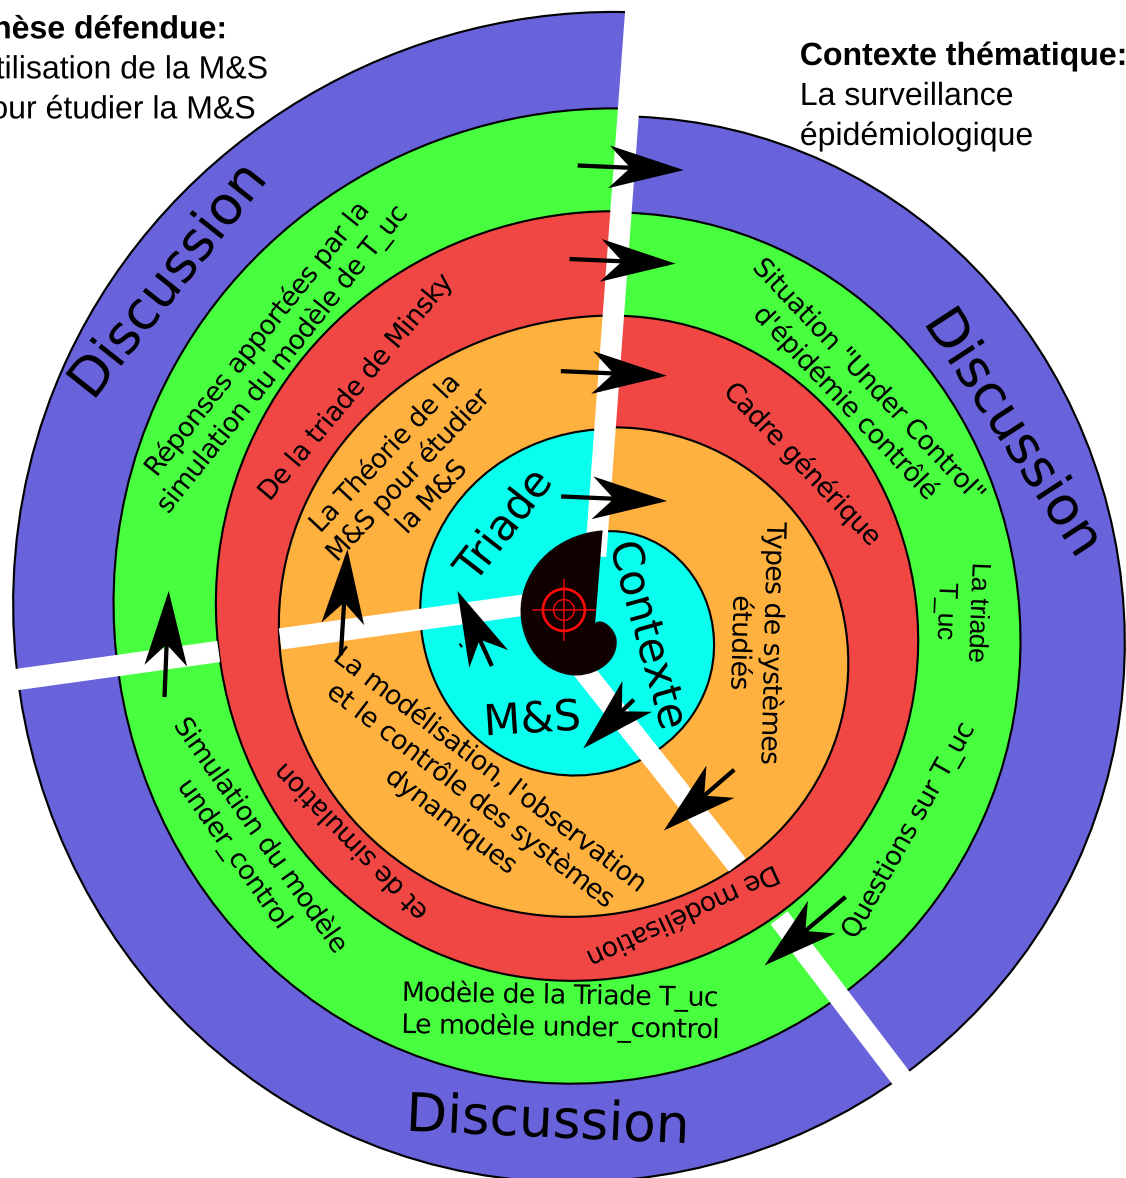 hèse défendue:
tilisation de la M&S
our étudier la M&S
Contexte thématique:
La surveillance
épidémiologique
Discussion
Réponses apportées par la
simulation du modèle de T_uc
De la triade de Minsky
La Théorie de la
M&S pour étudier
la M&S
Triade
Contexte
M&S
Types de systèmes
étudiés
Cadre générique
Situation "Under Control"
d'épidémie contrôlé
Discussion
La triade
T_uc
Questions sur T_uc
La modélisation, l'observation
et le contrôle des systèmes
dynamiques
De modélisation
et de simulation
Simulation du modèle
under_control
Modèle de la Triade T_uc
Le modèle under_control
Discussion